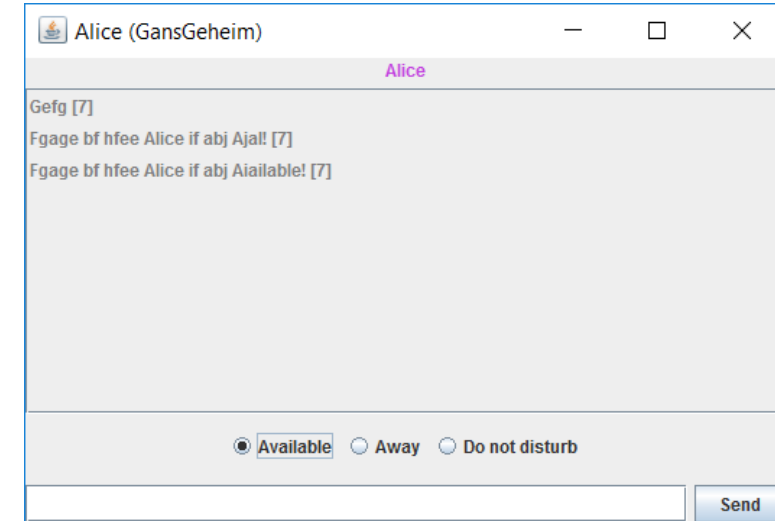 Alice (GansGeheim)
Alice
Gefg [7]
Fgage bf hfee Alice if abj Ajal! [7]
Fgage bf hfee Alice if abj Aiailable! [7]
Available Away Do not disturb
Send